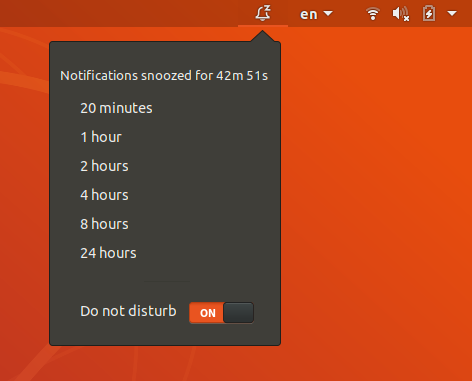 en
Notifications snoozed for 42m 51s
20 minutes
1 hour
2 hours
4 hours
8 hours
24 hours
Do not disturb ON